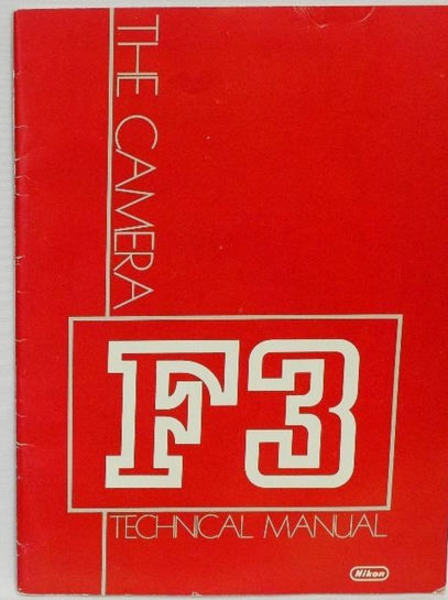 THE CAMERA
F3
TECHNICAL MANUAL
Nikon